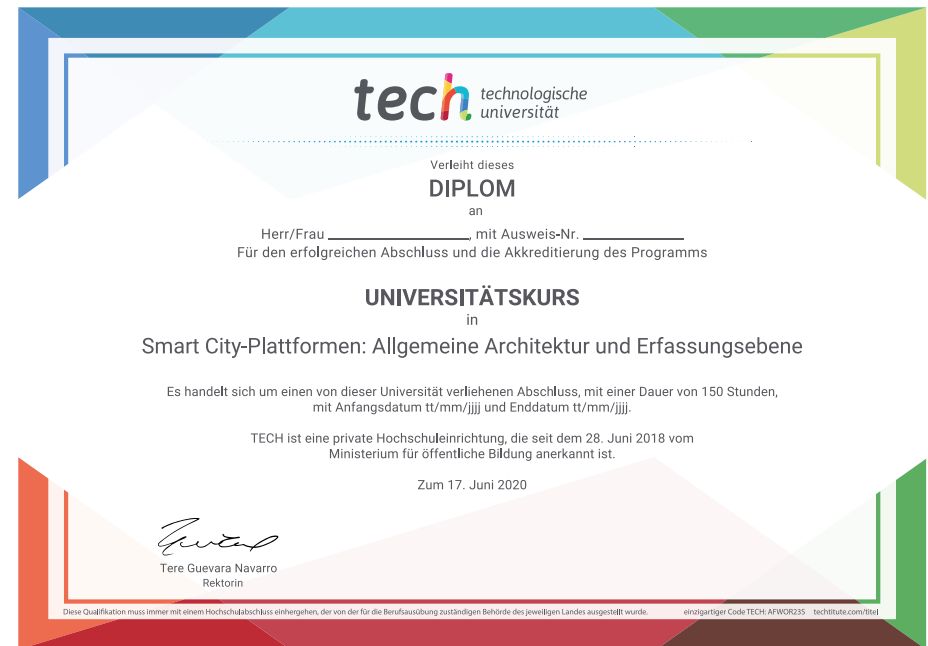 tech technologische
universität
Verleiht dieses
DIPLOM
an
Herr/Frau ________________, mit Ausweis-Nr. ____________
Für den erfolgreichen Abschluss und die Akkreditierung des Programms
UNIVERSITÄTSKURS
in
Smart City-Plattformen: Allgemeine Architektur und Erfassungsebene
Es handelt sich um einen von dieser Universität verliehenen Abschluss, mit einer Dauer von 150 Stunden,
mit Anfangsdatum tt/mm/jjjj und Enddatum tt/mm/jjjj.
TECH ist eine private Hochschuleinrichtung, die seit dem 28. Juni 2018 vom
Ministerium für öffentliche Bildung anerkannt ist.
Zum 17. Juni 2020
Tere Guevara Navarro
Rektorin
Diese Qualifikation muss immer mit einem Hochschulabschluss einhergehen, der von der für die Berufsausübung zuständigen Behörde des jeweiligen Landes ausgestellt wurde. einzigartiger Code TECH: AFWOR235 techtitute.com/titel